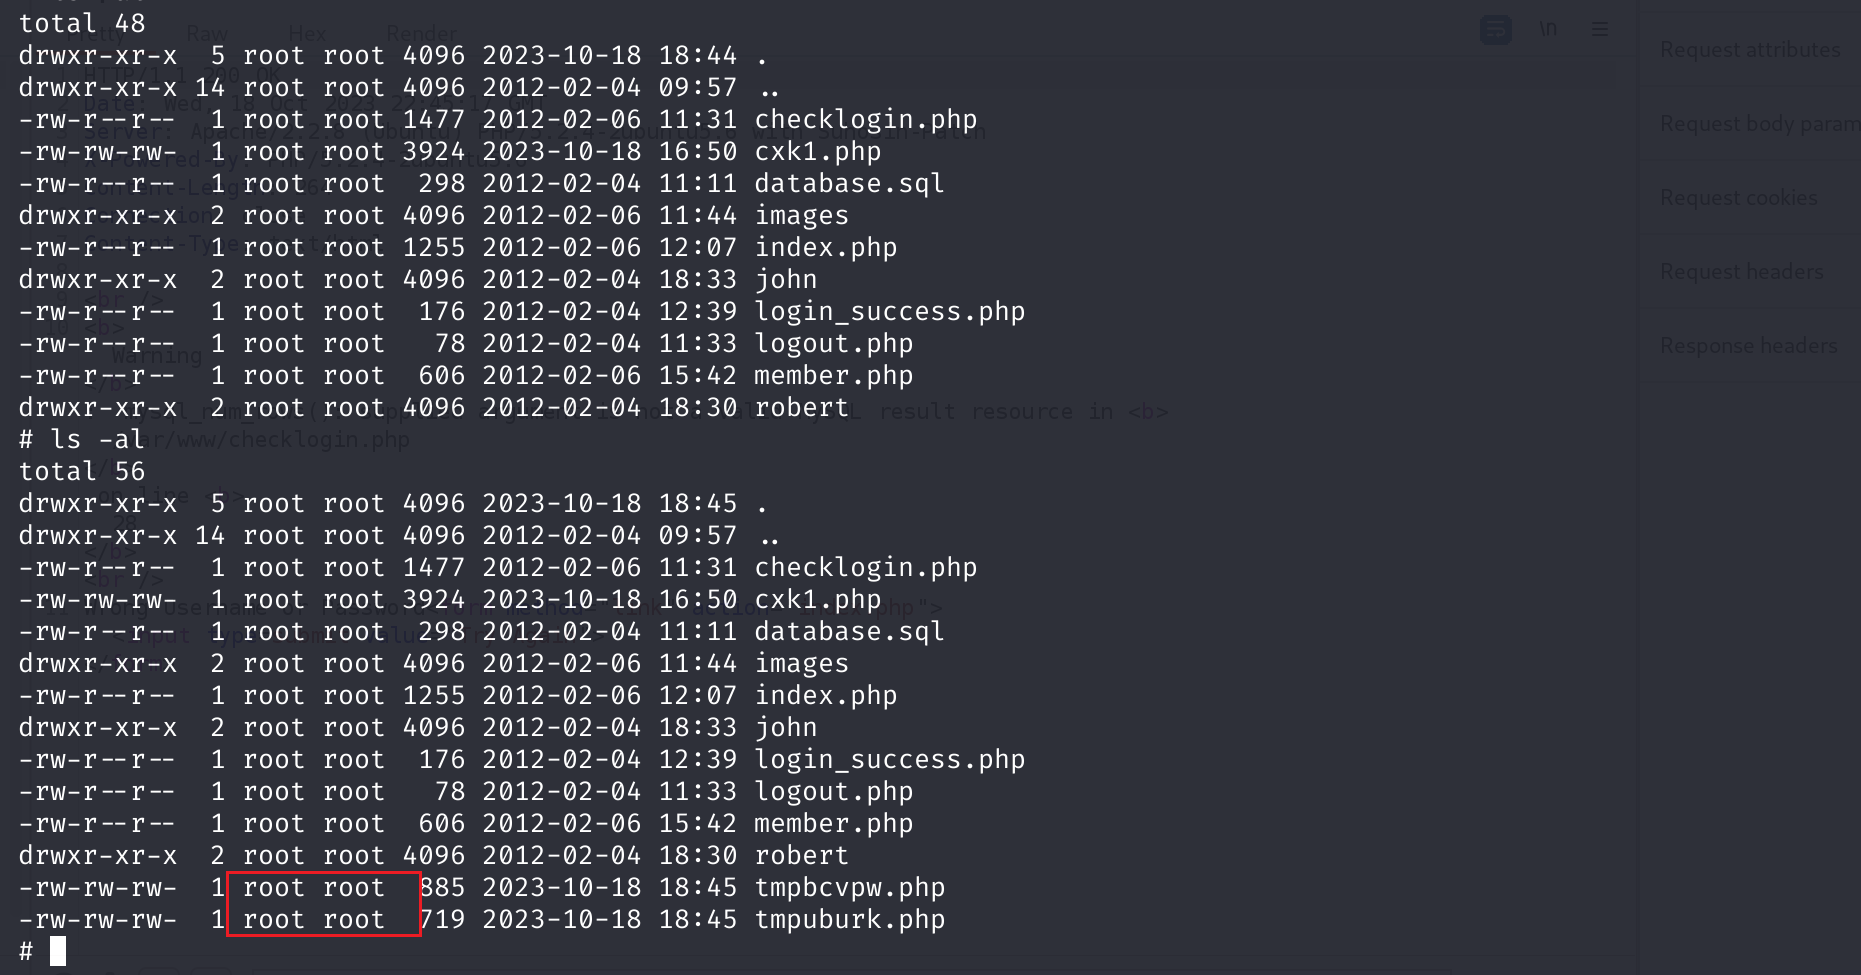 total 48
drwxr-xr-x  5 root root 4096 2023-10-18 18:44 .
drwxr-xr-x 14 root root 4096 2012-02-04 09:57 ..
-rw-r--r--  1 root root 1477 2012-02-06 11:31 checklogin.php
-rw-rw-rw-  1 root root 3924 2023-10-18 16:50 cxk1.php
-rw-r--r--  1 root root  298 2012-02-04 11:11 database.sql
drwxr-xr-x  2 root root 4096 2012-02-06 11:44 images
-rw-r--r--  1 root root 1255 2012-02-06 12:07 index.php
drwxr-xr-x  2 root root 4096 2012-02-04 18:33 john
-rw-r--r--  1 root root  176 2012-02-04 12:39 login_success.php
-rw-r--r--  1 root root   78 2012-02-04 11:33 logout.php
-rw-r--r--  1 root root  606 2012-02-06 15:42 member.php
drwxr-xr-x  2 root root 4096 2012-02-04 18:30 robert
# ls -al
total 56
drwxr-xr-x  5 root root 4096 2023-10-18 18:45 .
drwxr-xr-x 14 root root 4096 2012-02-04 09:57 ..
-rw-r--r--  1 root root 1477 2012-02-06 11:31 checklogin.php
-rw-rw-rw-  1 root root 3924 2023-10-18 16:50 cxk1.php
-rw-r--r--  1 root root  298 2012-02-04 11:11 database.sql
drwxr-xr-x  2 root root 4096 2012-02-06 11:44 images
-rw-r--r--  1 root root 1255 2012-02-06 12:07 index.php
drwxr-xr-x  2 root root 4096 2012-02-04 18:33 john
-rw-r--r--  1 root root  176 2012-02-04 12:39 login_success.php
-rw-r--r--  1 root root   78 2012-02-04 11:33 logout.php
-rw-r--r--  1 root root  606 2012-02-06 15:42 member.php
drwxr-xr-x  2 root root 4096 2012-02-04 18:30 robert
-rw-rw-rw-  1 root root  885 2023-10-18 18:45 tmpbcvpw.php
-rw-rw-rw-  1 root root  719 2023-10-18 18:45 tmpuburk.php
#
Pretty Raw Hex Render
\n
Request attributes
Request body param
Request cookies
Request headers
Response headers